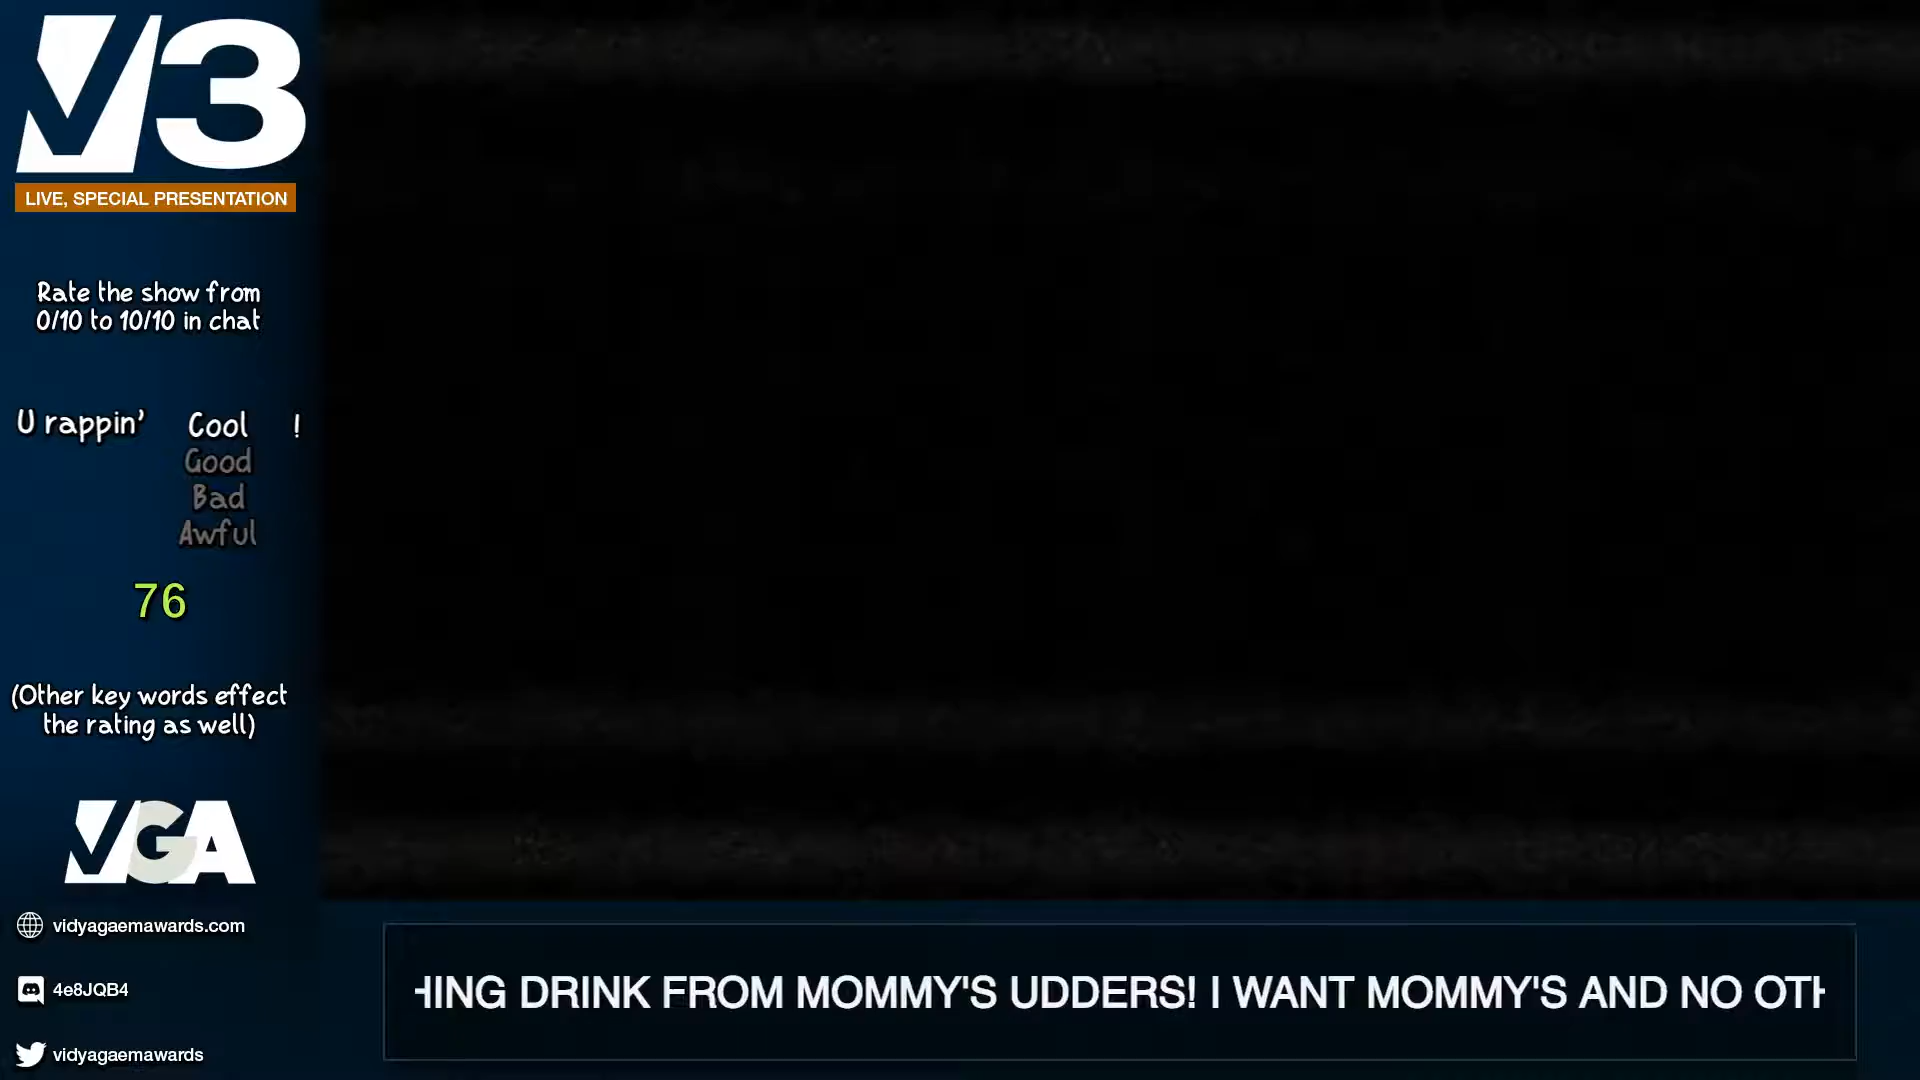 V3
LIVE, SPECIAL PRESENTATION
Rate the show from
0/10 to 10/10 in chat
U rappin' Cool !
Good
Bad
Awful
76
(Other key words effect
the rating as well)
VGA
vidyagaemawards.com
4e8JQB4
vidyagaemawards
HING DRINK FROM MOMMY'S UDDERS! I WANT MOMMY'S AND NO OTH